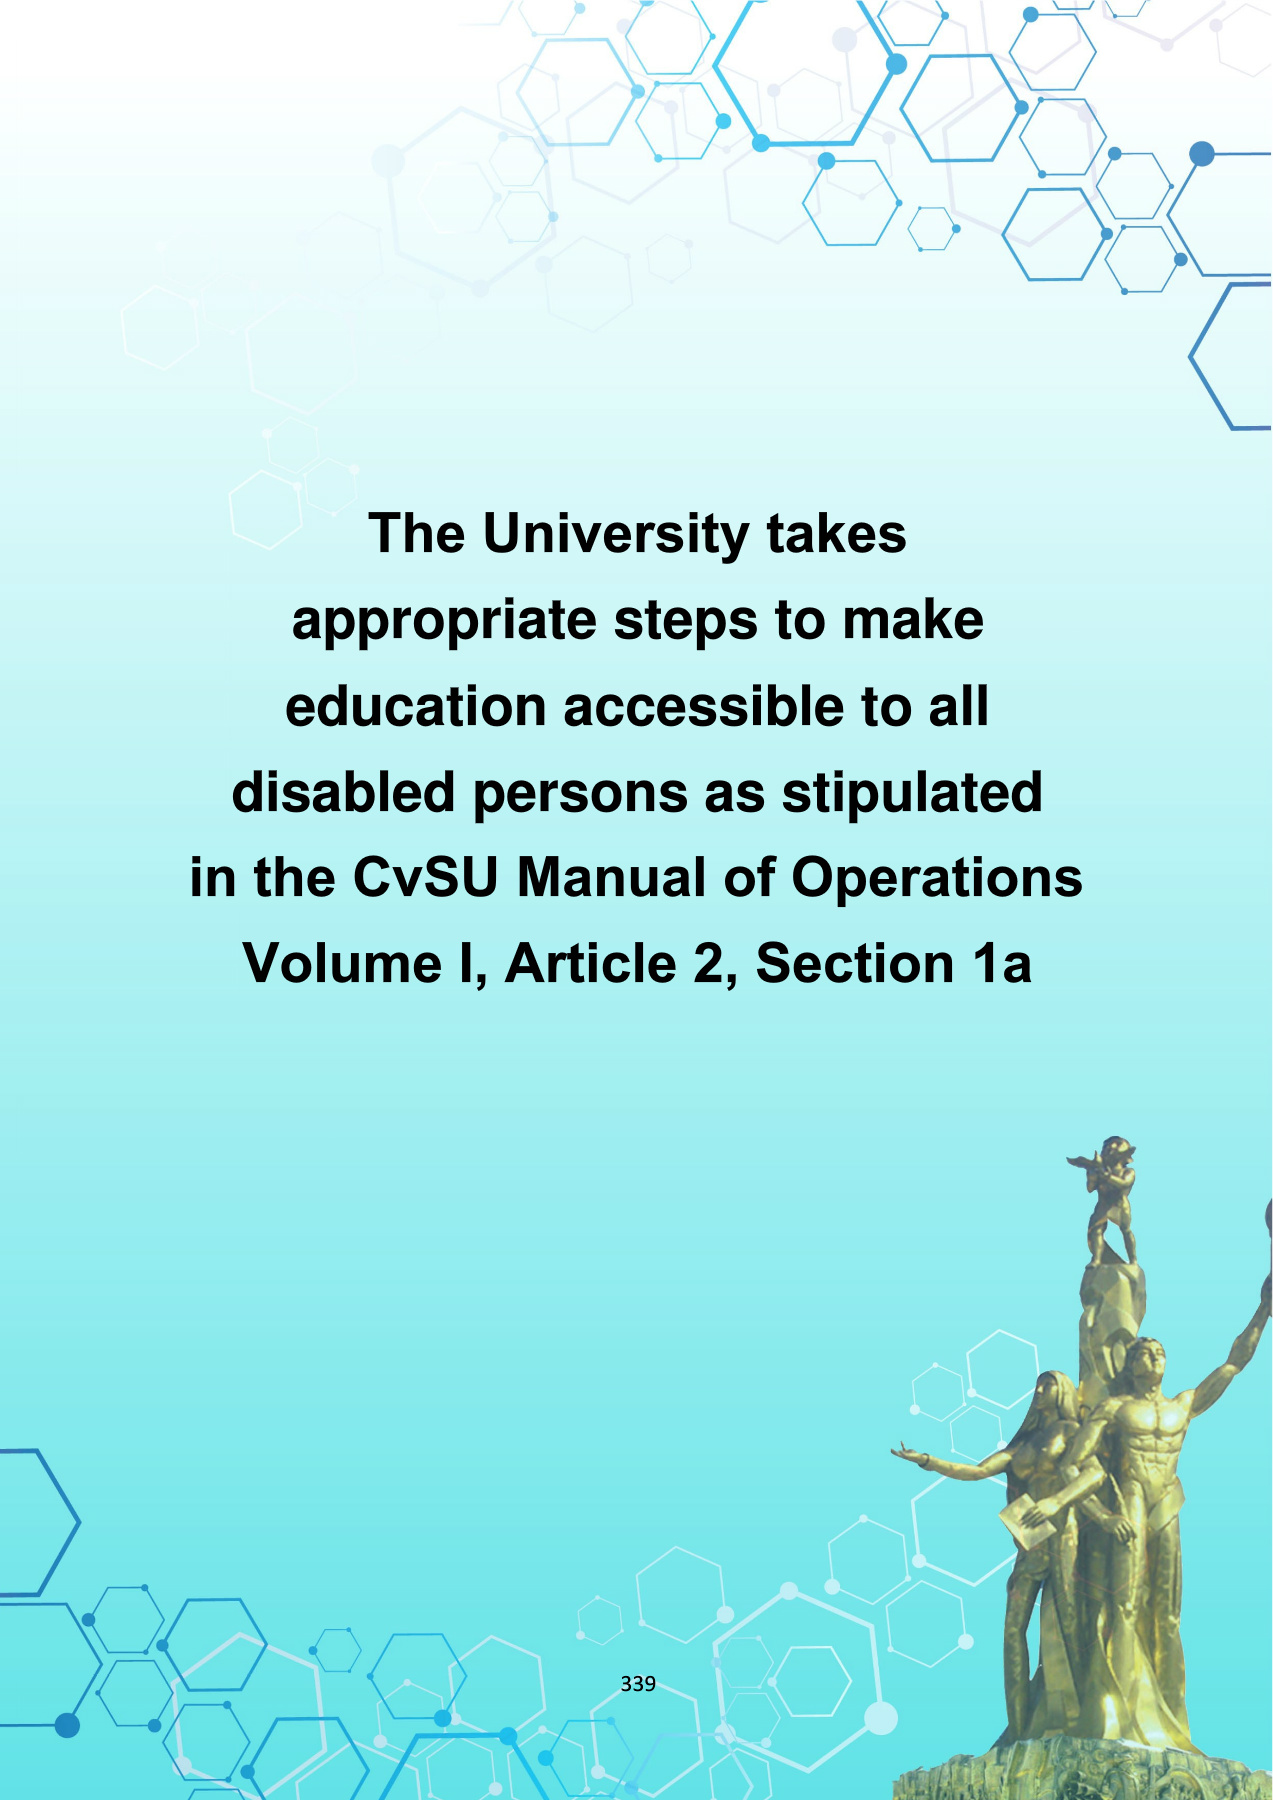 The University takes
appropriate steps to make
education accessible to all
disabled persons as stipulated
in the CvSU Manual of Operations
Volume I, Article 2, Section 1a
339